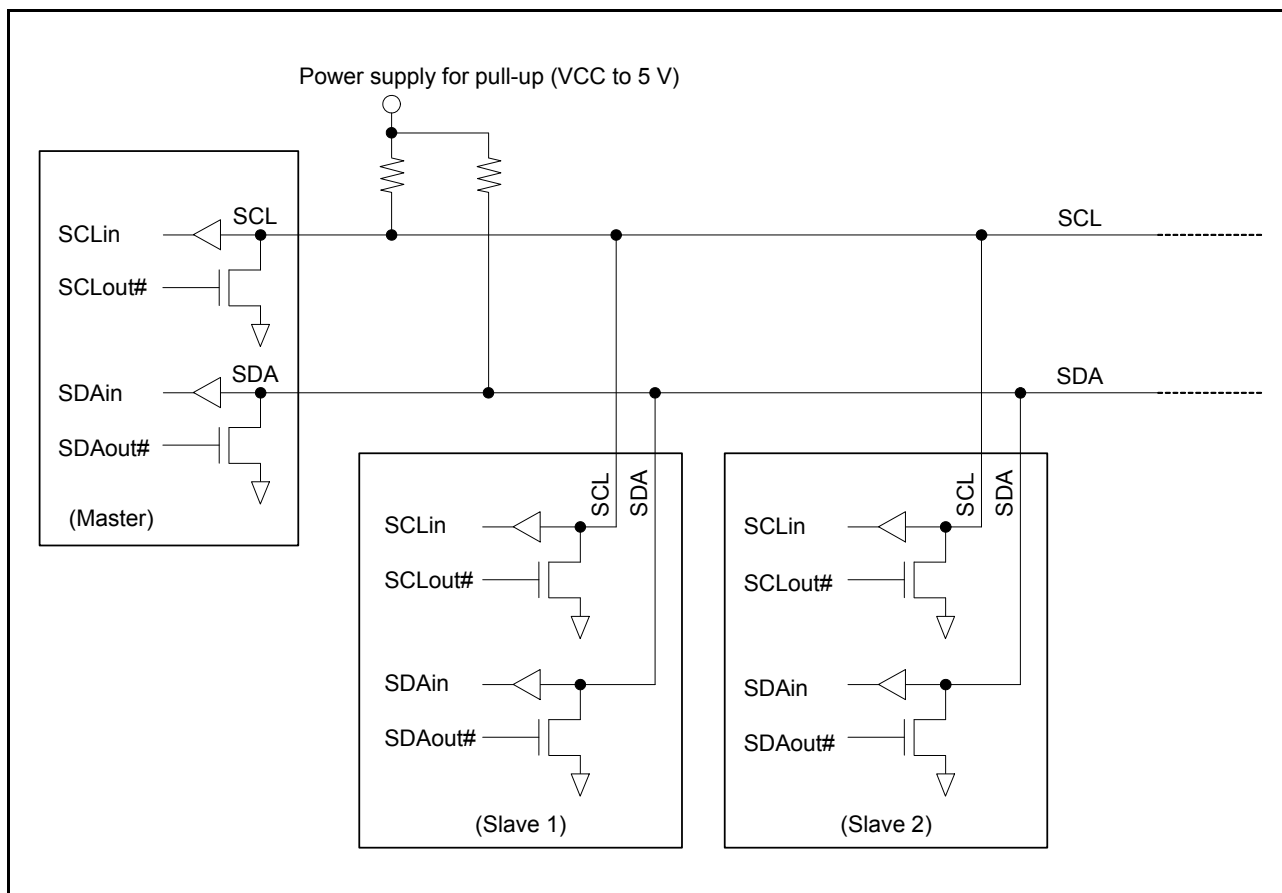 Power supply for pull-up (VCC to 5 V)
SCLin
SCL
SCL
SCLout#
SDAin
SDA
SDA
SDAout#
(Master)
SCL
SDA
SCLin
SCLout#
SDAin
SDAout#
(Slave 1)
SCL
SDA
SCLin
SCLout#
SDAin
SDAout#
(Slave 2)